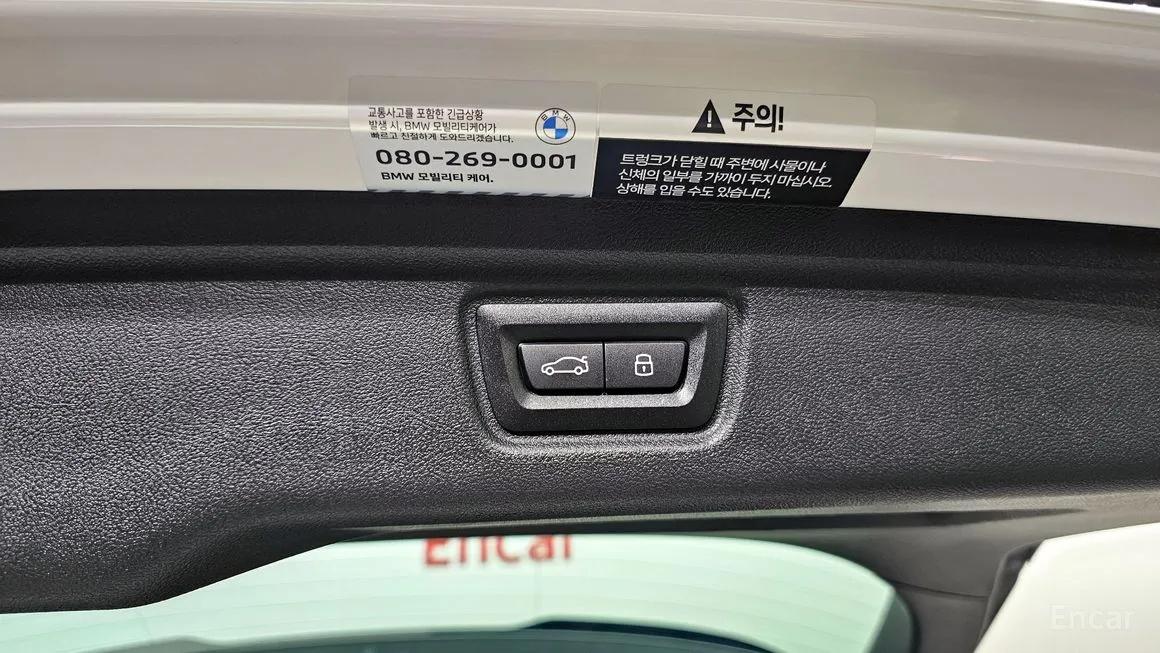 교통사고를 포함한 긴급상황
발생 시, BMW 모빌리티케어가
빠르고 친절하게 도와드리겠습니다.
BMW
080-269-0001
BMW 모빌리티 케어.
주의!
트렁크가 닫힐 때 주변에 사물이나
신체의 일부를 가까이 두지 마십시오.
상해를 입을 수도 있습니다.
Encar
Encar